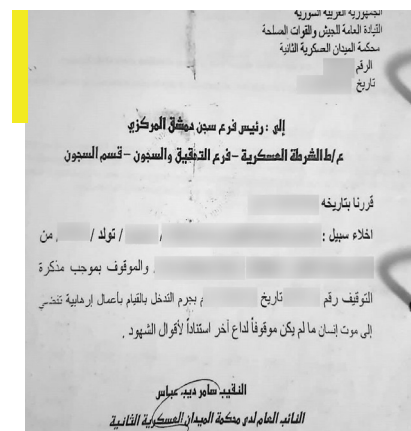 الجمهورية العربية السورية
القيادة العامة للجيش والقوات المسلحة
محكمة الميدان العسكرية الثانية
الرقم
تاريخ
إلى : رئيس فرع سجن دمشق المركزي
ع/ط الشرطة العسكرية – فرع التحقيق والسجون – قسم السجون
قررنا بتاريخه
اخلاء سبيل : / تولد / من
والموقوف بموجب مذكرة
التوقيف رقم تاريخ م بجرم التدخل بالقيام بأعمال إرهابية تفضي
إلى موت إنسان ما لم يكن موقوفاً لداع آخر استناداً لأقوال الشهود .
النقيب سامر ديب عباس
النائب العام لدى محكمة الميدان العسكرية الثانية